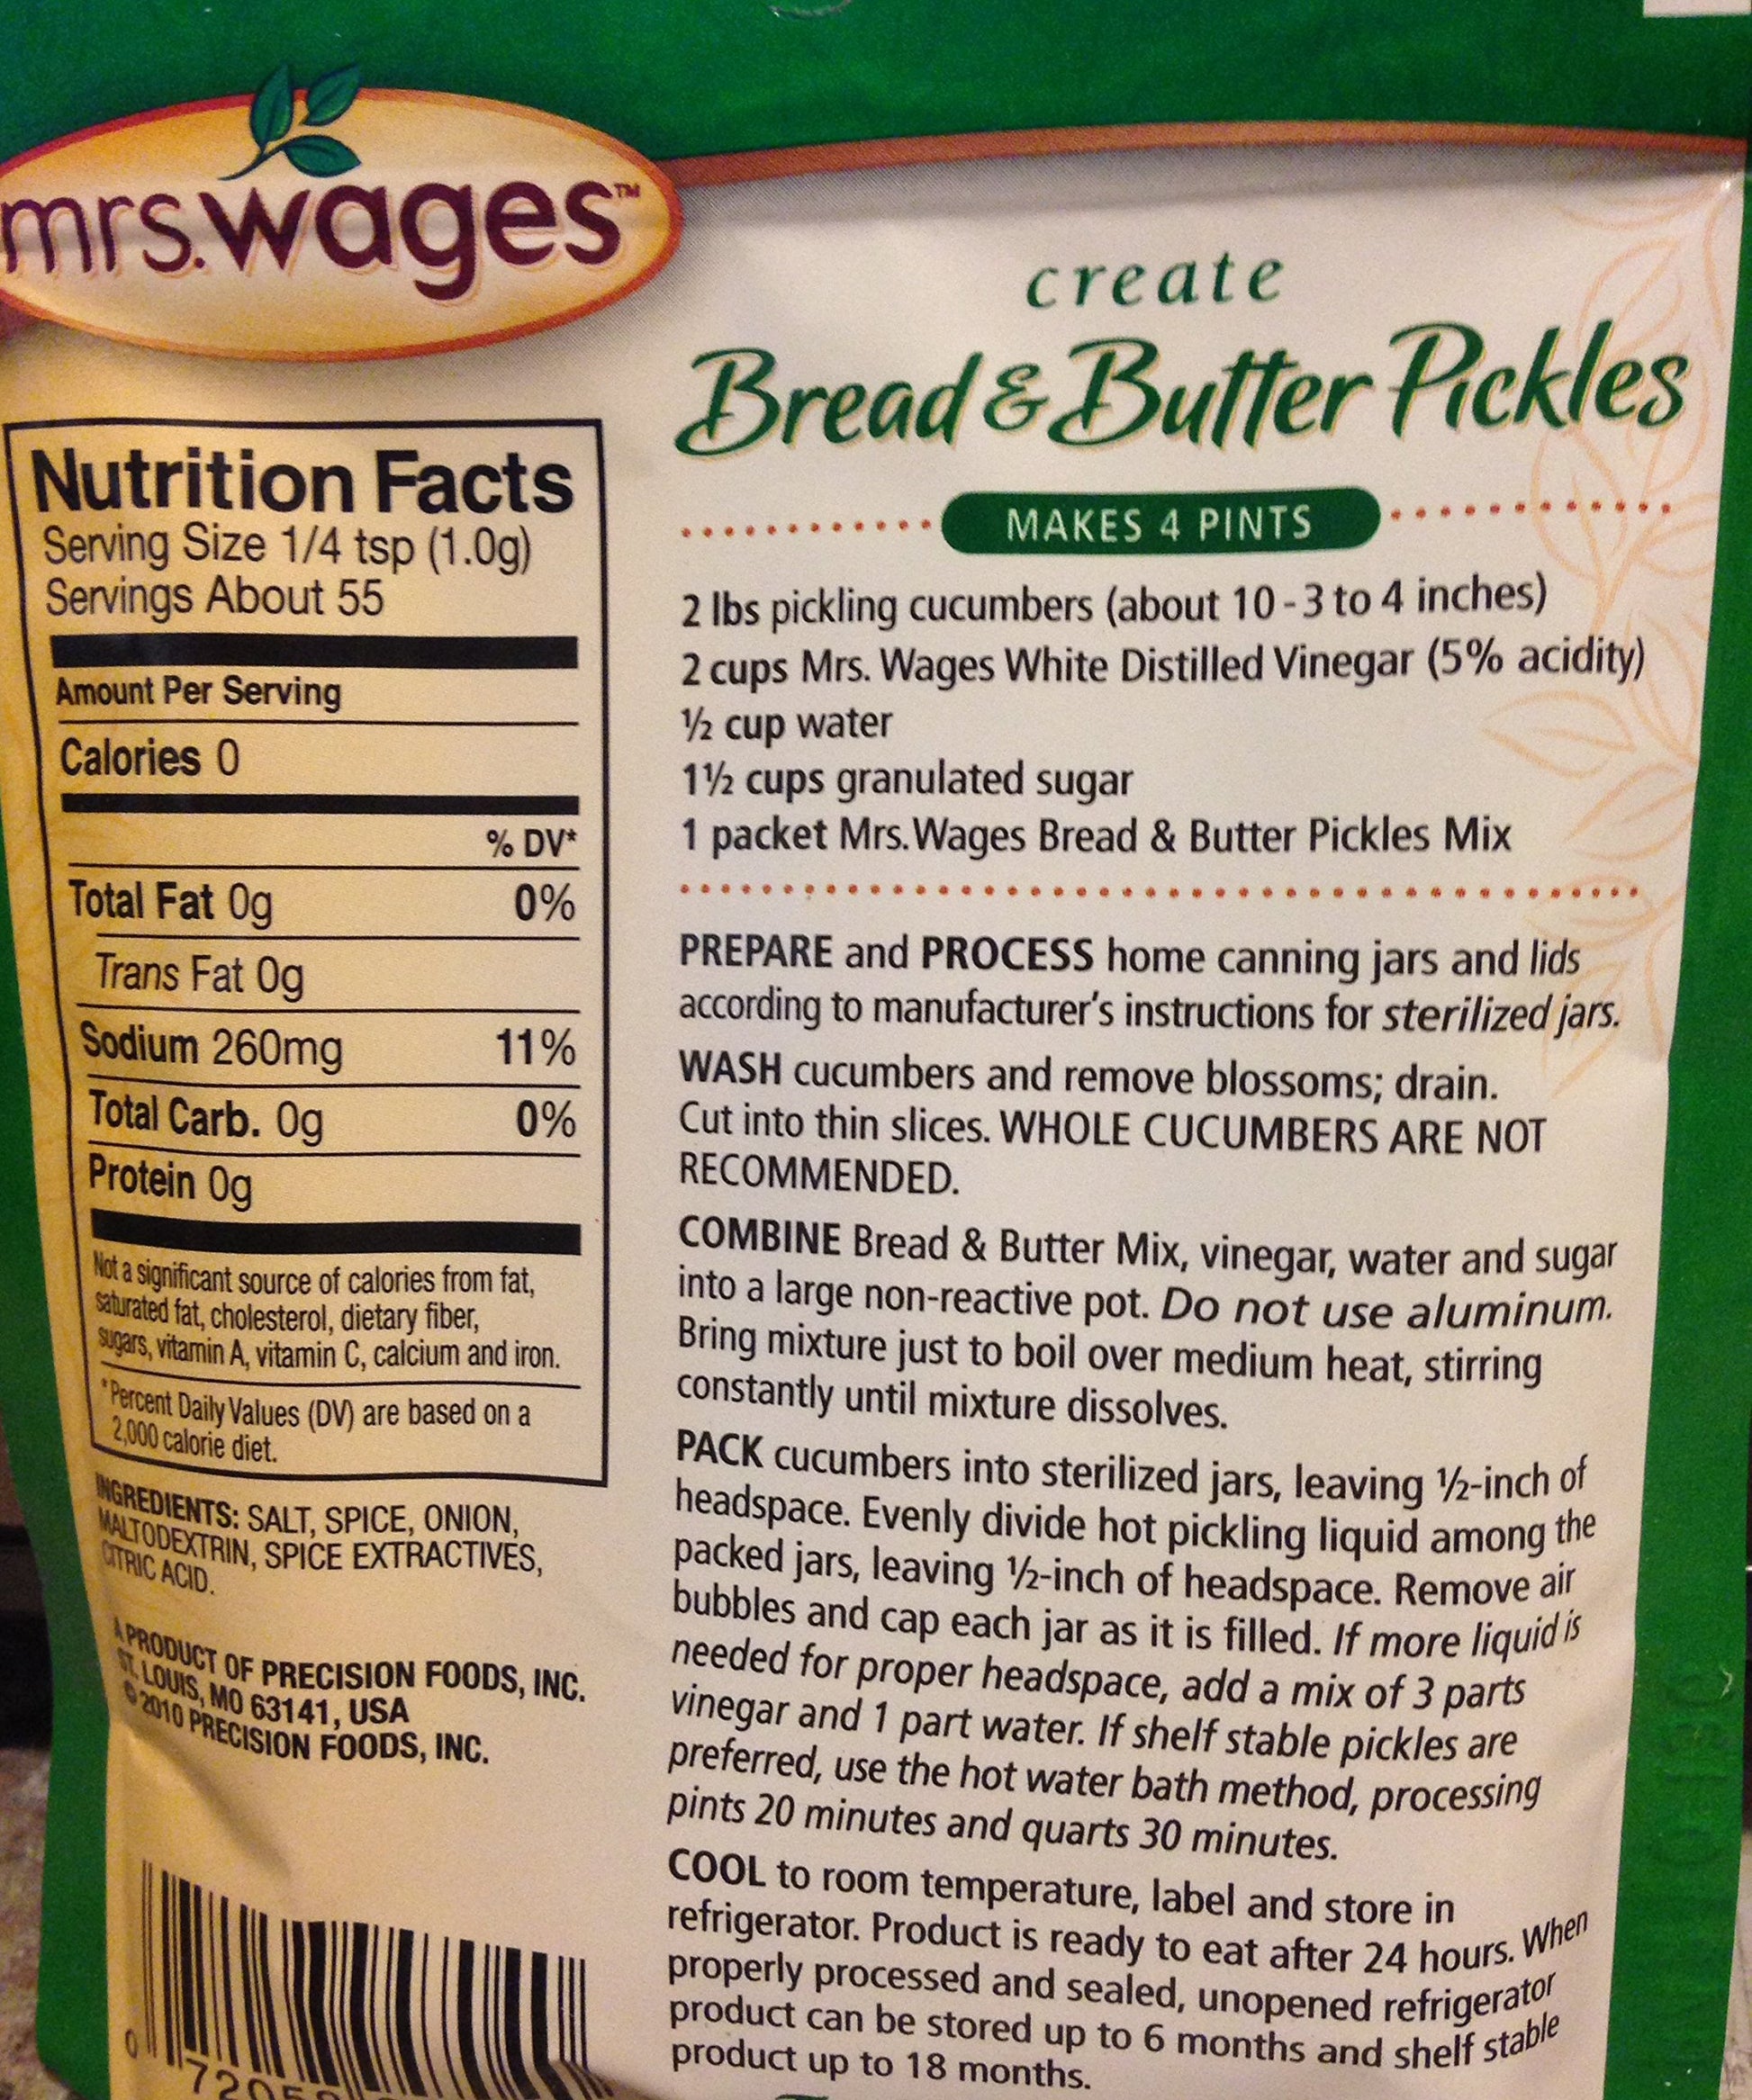 mrs.wages™
Nutrition Facts
Serving Size 1/4 tsp (1.0g)
Servings About 55
Amount Per Serving
Calories 0
% DV*
Total Fat 0g 0%
Trans Fat 0g
Sodium 260mg 11%
Total Carb. 0g 0%
Protein 0g
Not a significant source of calories from fat,
saturated fat, cholesterol, dietary fiber,
sugars, vitamin A, vitamin C, calcium and iron.
*Percent Daily Values (DV) are based on a
2,000 calorie diet.
INGREDIENTS: SALT, SPICE, ONION,
MALTODEXTRIN, SPICE EXTRACTIVES,
CITRIC ACID.
A PRODUCT OF PRECISION FOODS, INC.
ST. LOUIS, MO 63141, USA
© 2010 PRECISION FOODS, INC.
create
Bread & Butter Pickles
MAKES 4 PINTS
2 lbs pickling cucumbers (about 10 - 3 to 4 inches)
2 cups Mrs. Wages White Distilled Vinegar (5% acidity)
½ cup water
1½ cups granulated sugar
1 packet Mrs. Wages Bread & Butter Pickles Mix
PREPARE and PROCESS home canning jars and lids
according to manufacturer's instructions for sterilized jars.
WASH cucumbers and remove blossoms; drain.
Cut into thin slices. WHOLE CUCUMBERS ARE NOT
RECOMMENDED.
COMBINE Bread & Butter Mix, vinegar, water and sugar
into a large non-reactive pot. Do not use aluminum.
Bring mixture just to boil over medium heat, stirring
constantly until mixture dissolves.
PACK cucumbers into sterilized jars, leaving ½-inch of
headspace. Evenly divide hot pickling liquid among the
packed jars, leaving ½-inch of headspace. Remove air
bubbles and cap each jar as it is filled. If more liquid is
needed for proper headspace, add a mix of 3 parts
vinegar and 1 part water. If shelf stable pickles are
preferred, use the hot water bath method, processing
pints 20 minutes and quarts 30 minutes.
COOL to room temperature, label and store in
refrigerator. Product is ready to eat after 24 hours. When
properly processed and sealed, unopened refrigerator
product can be stored up to 6 months and shelf stable
product up to 18 months.